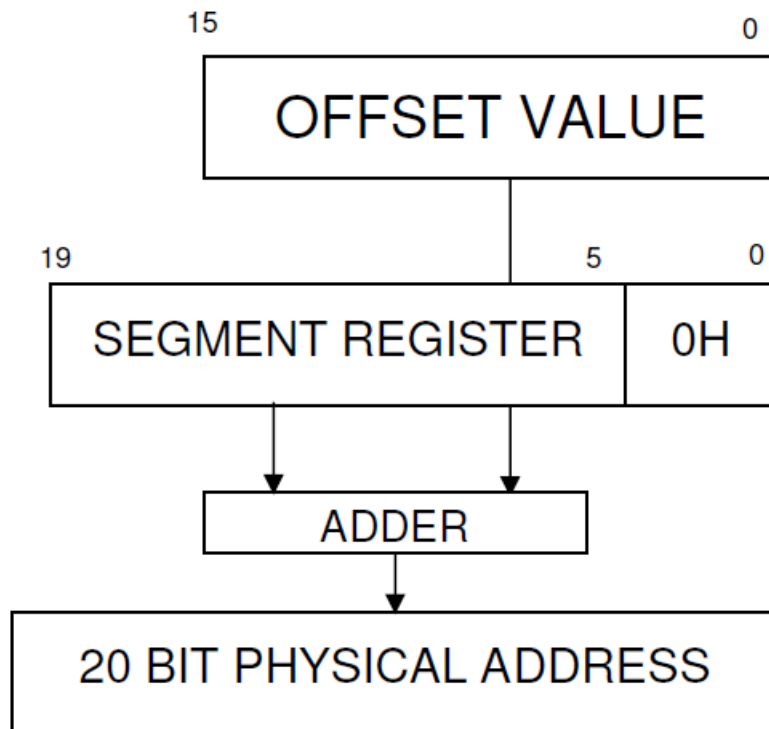 15 0
OFFSET VALUE
19 5 0
SEGMENT REGISTER 0H
ADDER
20 BIT PHYSICAL ADDRESS